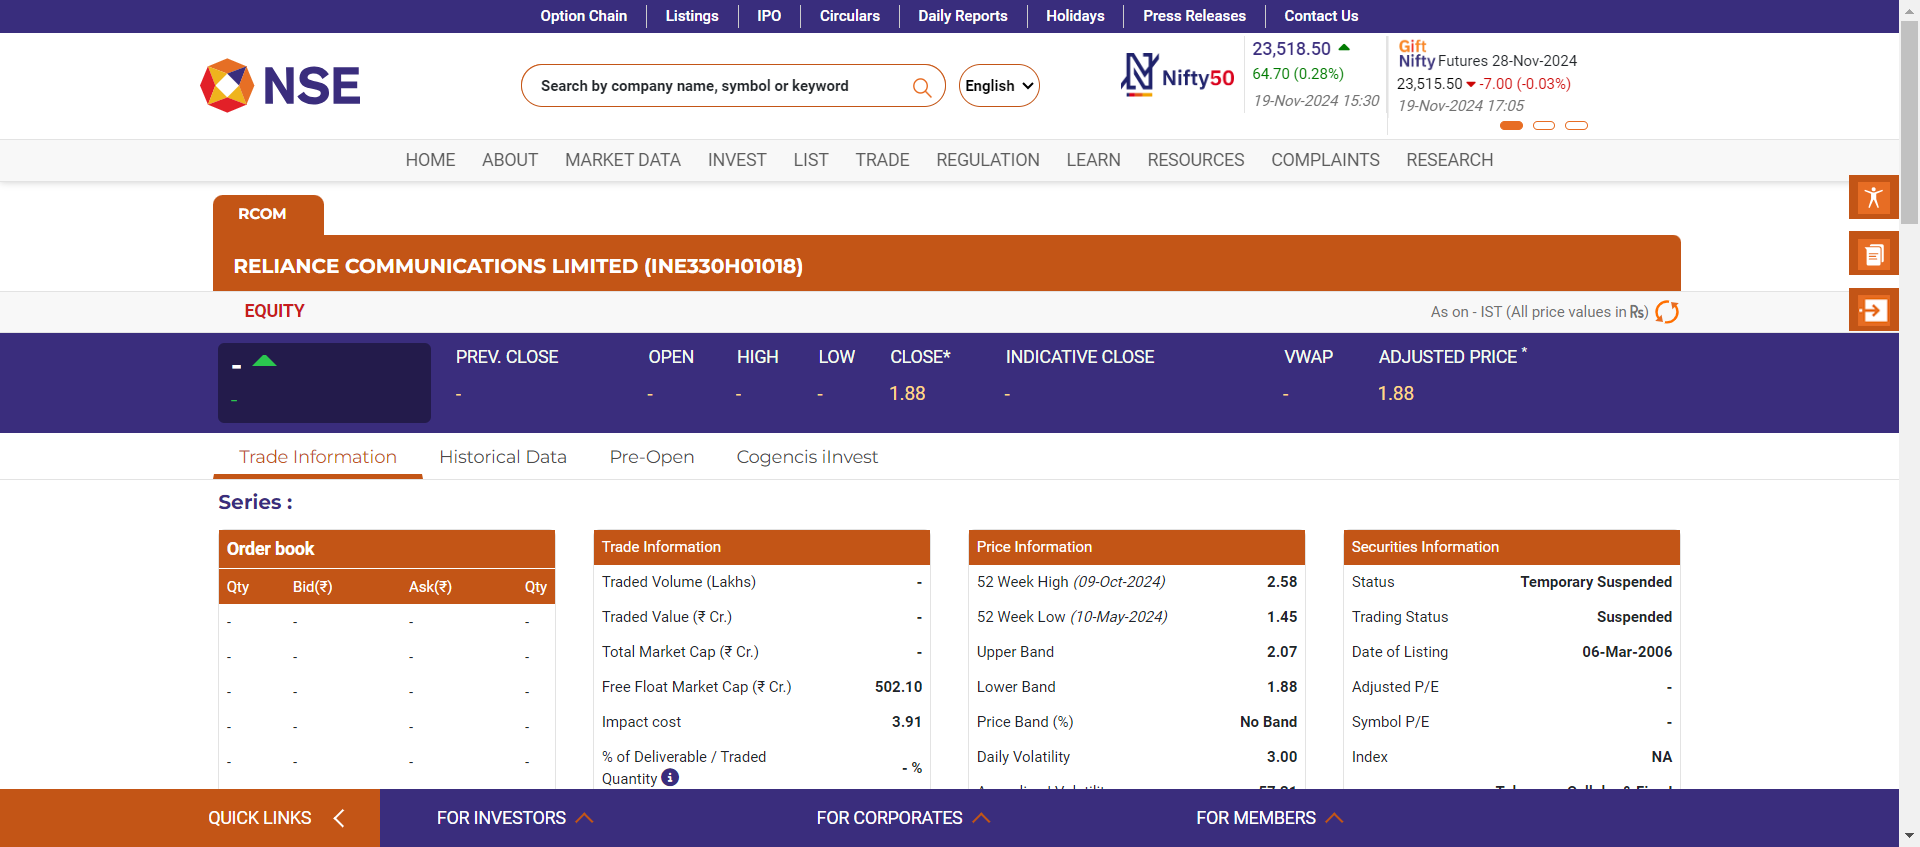 Option Chain Listings IPO Circulars Daily Reports Holidays Press Releases Contact Us
NSE
Search by company name, symbol or keyword
English
Nifty50
23,518.50
64.70 (0.28%)
19-Nov-2024 15:30
Gift
Nifty Futures 28-Nov-2024
23,515.50 -7.00 (-0.03%)
19-Nov-2024 17:05
HOME ABOUT MARKET DATA INVEST LIST TRADE REGULATION LEARN RESOURCES COMPLAINTS RESEARCH
RCOM
RELIANCE COMMUNICATIONS LIMITED (INE330H01018)
EQUITY
As on - IST (All price values in Rs)
-
-
PREV. CLOSE OPEN HIGH LOW CLOSE* INDICATIVE CLOSE VWAP ADJUSTED PRICE *
- - - - 1.88 - - 1.88
Trade Information Historical Data Pre-Open Cogencis iInvest
Series :
Order book
Qty Bid(₹) Ask(₹) Qty
- - - -
- - - -
- - - -
- - - -
- - - -
Trade Information
Traded Volume (Lakhs) -
Traded Value (₹ Cr.) -
Total Market Cap (₹ Cr.) -
Free Float Market Cap (₹ Cr.) 502.10
Impact cost 3.91
% of Deliverable / Traded
Quantity - %
Price Information
52 Week High (09-Oct-2024) 2.58
52 Week Low (10-May-2024) 1.45
Upper Band 2.07
Lower Band 1.88
Price Band (%) No Band
Daily Volatility 3.00
Securities Information
Status Temporary Suspended
Trading Status Suspended
Date of Listing 06-Mar-2006
Adjusted P/E -
Symbol P/E -
Index NA
QUICK LINKS FOR INVESTORS FOR CORPORATES FOR MEMBERS